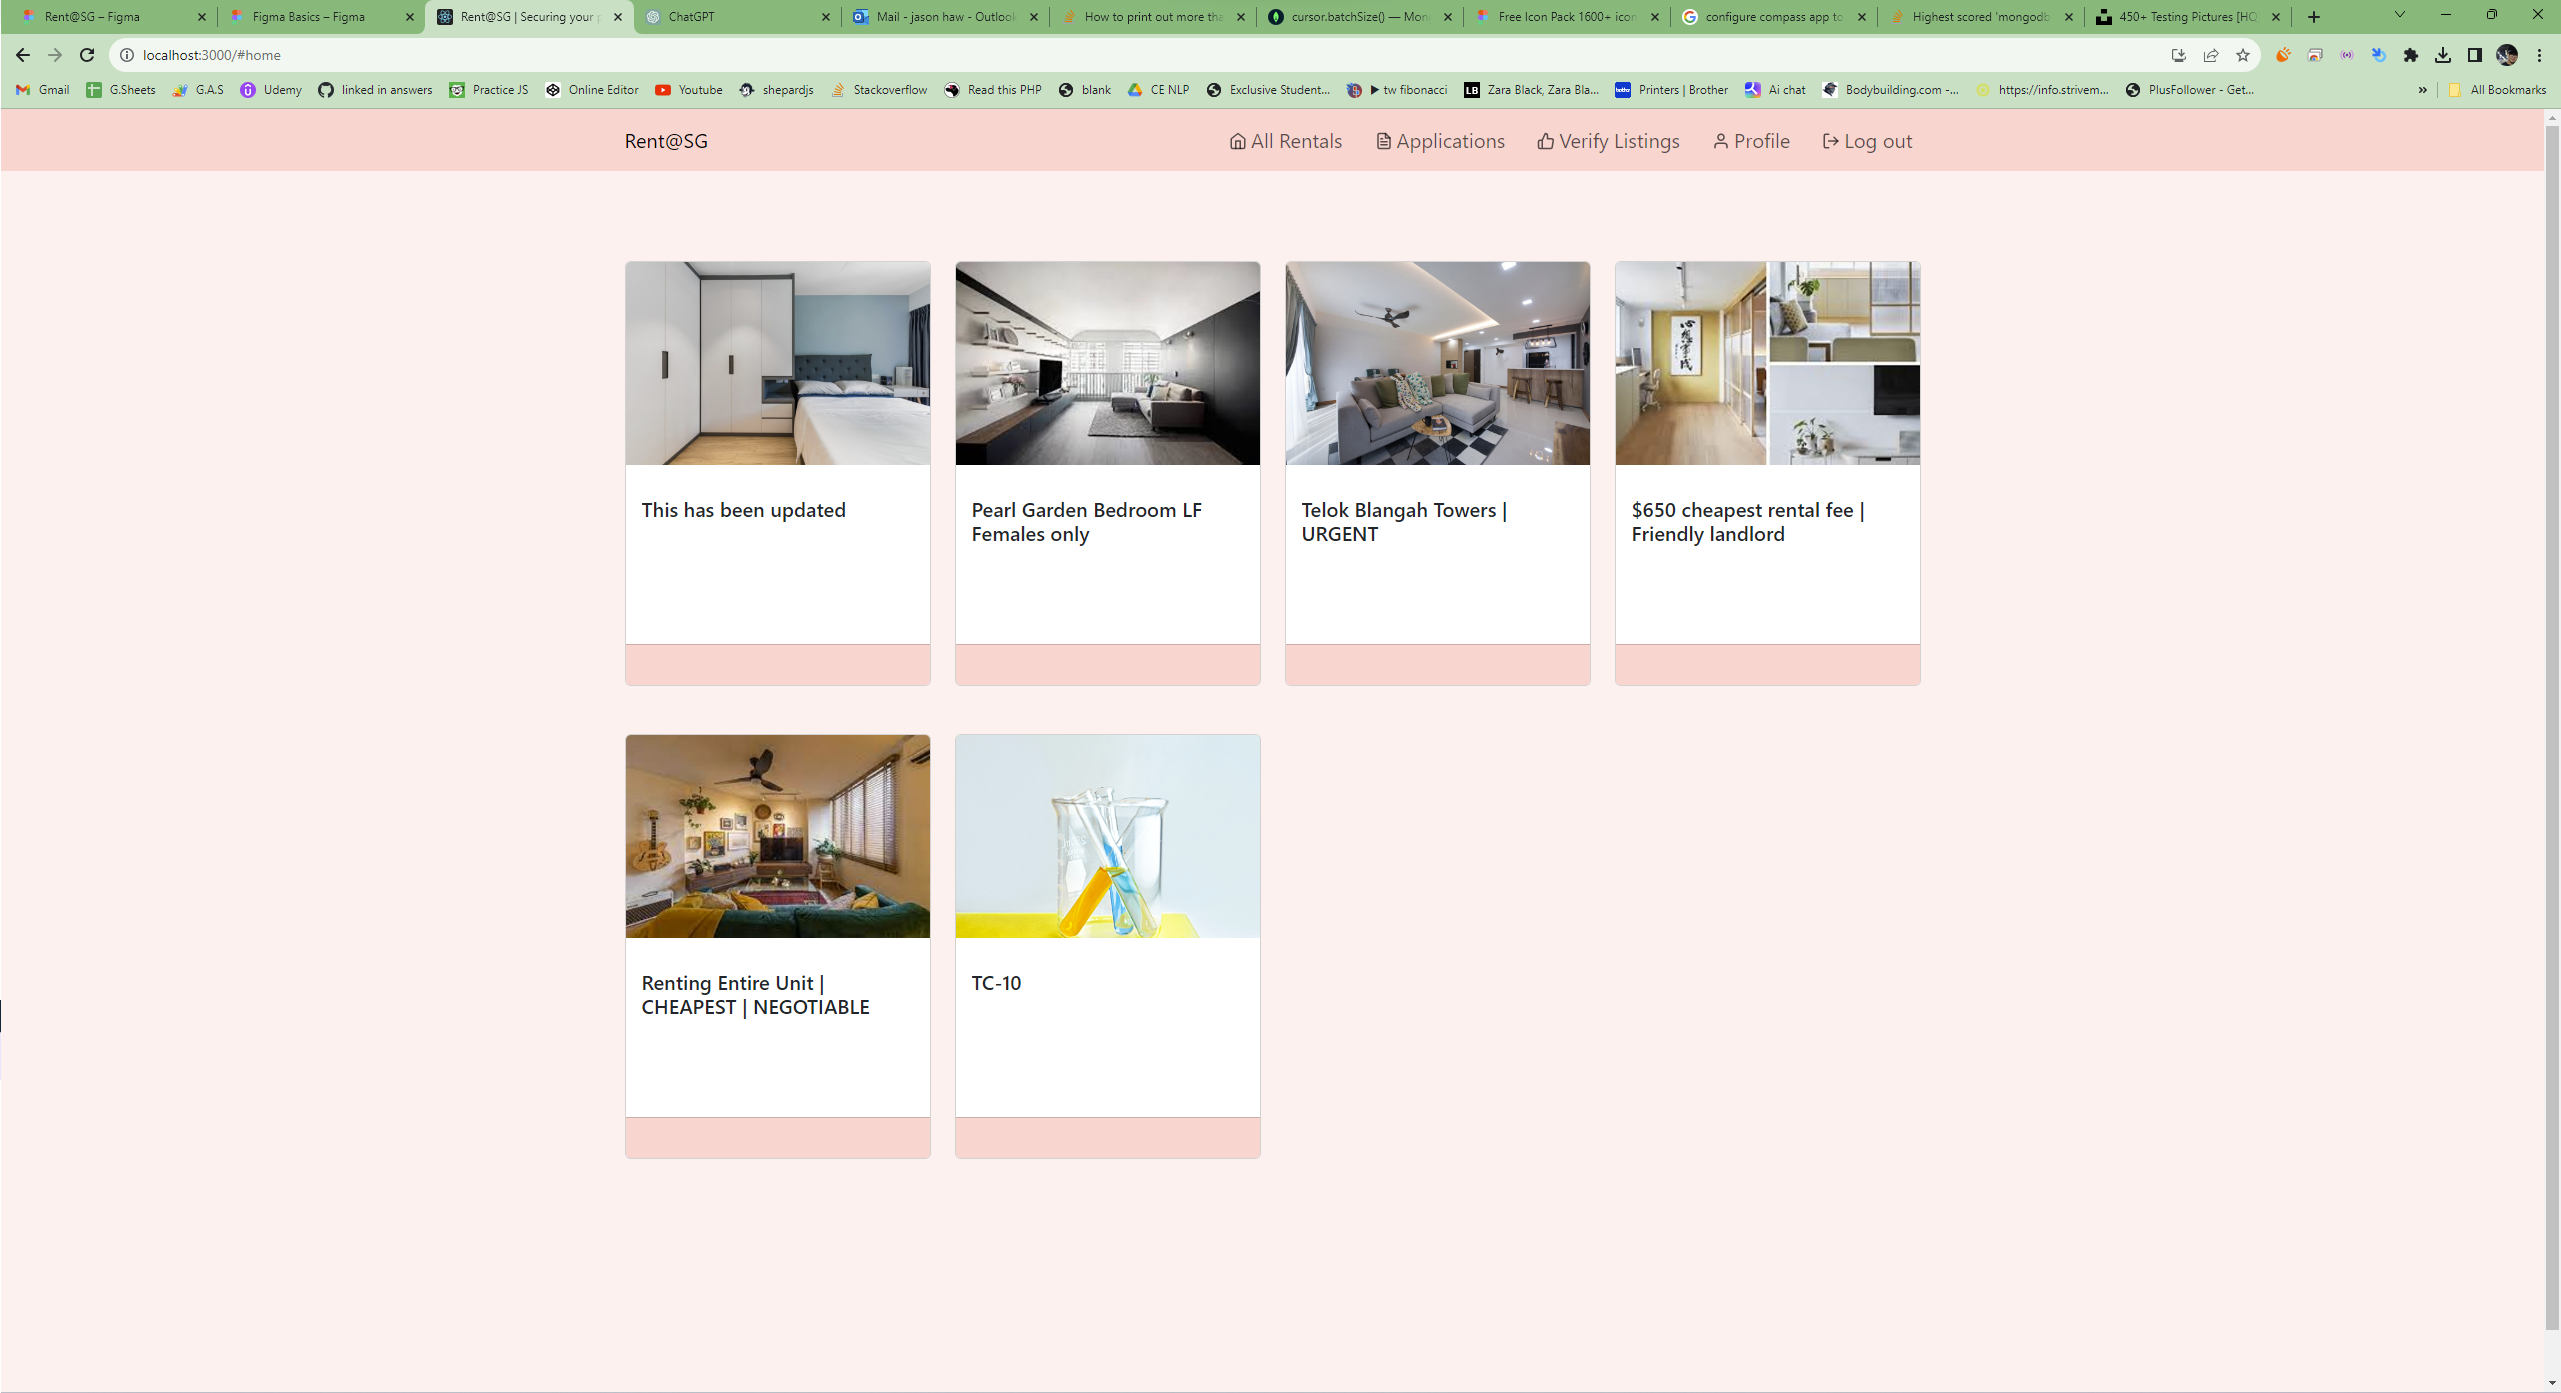 Rent@SG – Figma
Figma Basics – Figma
Rent@SG | Securing your
ChatGPT
Mail - jason haw - Outlook
How to print out more tha
cursor.batchSize() — Mon
Free Icon Pack 1600+ icon
configure compass app to
Highest scored 'mongodb
450+ Testing Pictures [HQ
localhost:3000/#home
Gmail
G.Sheets
G.A.S
Udemy
linked in answers
Practice JS
Online Editor
Youtube
shepardjs
Stackoverflow
Read this PHP
blank
CE NLP
Exclusive Student...
▶ tw fibonacci
LB
Zara Black, Zara Bla...
Printers | Brother
Ai chat
Bodybuilding.com -...
https://info.strivem...
PlusFollower - Get...
»
All Bookmarks
Rent@SG
All Rentals
Applications
Verify Listings
Profile
Log out
心想事成
This has been updated
Pearl Garden Bedroom LF
Females only
Telok Blangah Towers |
URGENT
$650 cheapest rental fee |
Friendly landlord
Renting Entire Unit |
CHEAPEST | NEGOTIABLE
TC-10